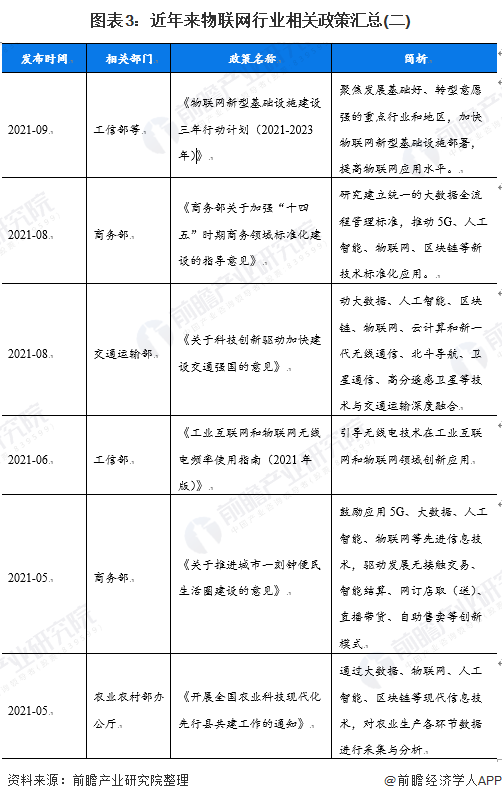 图表3：近年来物联网行业相关政策汇总(二)
发布时间 相关部门 政策名称 简析
2021-09 工信部等 《物联网新型基础设施建设
三年行动计划（2021-2023
年）》
聚焦发展基础好、转型意愿
强的重点行业和地区，加快
物联网新型基础设施部署，
提高物联网应用水平。
2021-08 商务部 《商务部关于加强“十四
五”时期商务领域标准化建
设的指导意见》
研究建立统一的大数据全流
程管理标准，推动5G、人工
智能、物联网、区块链等新
技术标准化应用。
2021-08 交通运输部 《关于科技创新驱动加快建
设交通强国的意见》
动大数据、人工智能、区块
链、物联网、云计算和新一
代无线通信、北斗导航、卫
星通信、高分遥感卫星等技
术与交通运输深度融合
2021-06 工信部 《工业互联网和物联网无线
电频率使用指南（2021年
版）》
引导无线电技术在工业互联
网和物联网领域创新应用
2021-05 商务部 《关于推进城市一刻钟便民
生活圈建设的意见》
鼓励应用5G、大数据、人工
智能、物联网等先进信息技
术，驱动发展无接触交易、
智能结算、网订店取（送）、
直播带货、自助售卖等创新
模式
2021-05 农业农村部办
公厅
《开展全国农业科技现代化
先行县共建工作的通知》
通过大数据、物联网、人工
智能、区块链等现代信息技
术，对农业生产各环节数据
进行采集与分析
资料来源：前瞻产业研究院整理 @前瞻经济学人APP
前瞻产业研究院